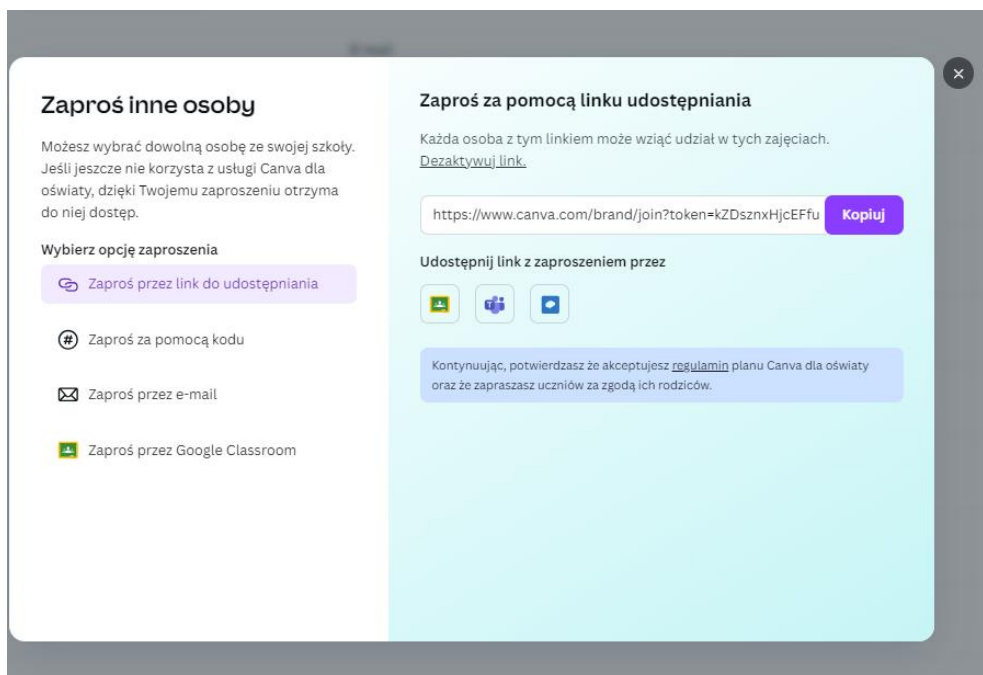 Zaproś inne osoby
Możesz wybrać dowolną osobę ze swojej szkoły.
Jeśli jeszcze nie korzysta z usługi Canva dla
oświaty, dzięki Twojemu zaproszeniu otrzyma
do niej dostęp.
Wybierz opcję zaproszenia
Zaproś przez link do udostępniania
Zaproś za pomocą kodu
Zaproś przez e-mail
Zaproś przez Google Classroom
Zaproś za pomocą linku udostępniania
Każda osoba z tym linkiem może wziąć udział w tych zajęciach.
Dezaktywuj link.
https://www.canva.com/brand/join?token=kZDsznxHjcEFfu Kopiuj
Udostępnij link z zaproszeniem przez
Kontynuując, potwierdzasz że akceptujesz regulamin planu Canva dla oświaty
oraz że zapraszasz uczniów za zgodą ich rodziców.